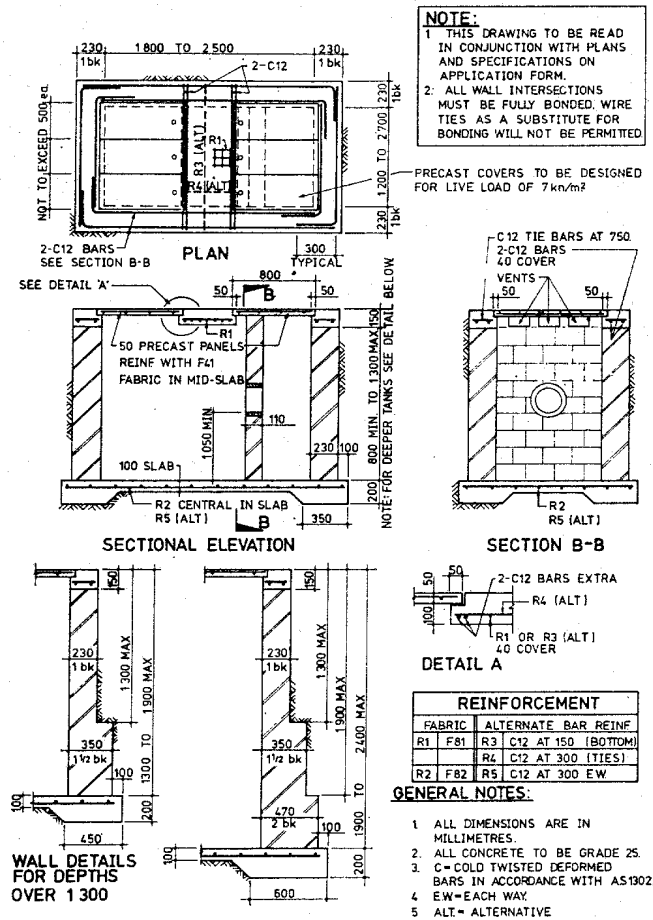 NOTE:
1 THIS DRAWING TO BE READ
IN CONJUNCTION WITH PLANS
AND SPECIFICATIONS ON
APPLICATION FORM.
2: ALL WALL INTERSECTIONS
MUST BE FULLY BONDED. WIRE
TIES AS A SUBSTITUTE FOR
BONDING WILL NOT BE PERMITTED
230 1800 TO 2500 230
1bk 1bk
2-C12
NOT TO EXCEED 500 ea.
R1
R3 (ALT)
R4 (ALT)
230
1bk
1200 TO 2700
230
1bk
PRECAST COVERS TO BE DESIGNED
FOR LIVE LOAD OF 7kn/m²
2-C12 BARS
SEE SECTION B-B
PLAN
300
TYPICAL
SEE DETAIL 'A'
800
50 50
B
R1
50 PRECAST PANELS
REINF WITH F41
FABRIC IN MID-SLAB
1050 MIN.
110
230 100
150
800 MIN. TO 1300 MAX
200
NOTE: FOR DEEPER TANKS SEE DETAIL BELOW
100 SLAB
R2 CENTRAL IN SLAB
R5 (ALT)
B
350
SECTIONAL ELEVATION
C12 TIE BARS AT 750.
2-C12 BARS
40 COVER
VENTS
50 50
R2
R5 (ALT)
SECTION B-B
150
230
1 bk
1300 MAX
1300 TO 1900 MAX
350
1½ bk
100
100
200
450
WALL DETAILS
FOR DEPTHS
OVER 1300
150
230
1 bk
1300 MAX
1900 MAX
1900 TO 2400 MAX
350
1½ bk
470
2 bk
100
100
200
600
50
50
100
2-C12 BARS EXTRA
R4 (ALT)
R1 OR R3 (ALT)
40 COVER
DETAIL A
REINFORCEMENT
FABRIC ALTERNATE BAR REINF
R1 F81 R3 C12 AT 150 (BOTTOM)
R4 C12 AT 300 (TIES)
R2 F82 R5 C12 AT 300 EW
GENERAL NOTES:
1. ALL DIMENSIONS ARE IN
MILLIMETRES.
2. ALL CONCRETE TO BE GRADE 25.
3. C=COLD TWISTED DEFORMED
BARS IN ACCORDANCE WITH AS1302
4 EW=EACH WAY.
5 ALT.= ALTERNATIVE